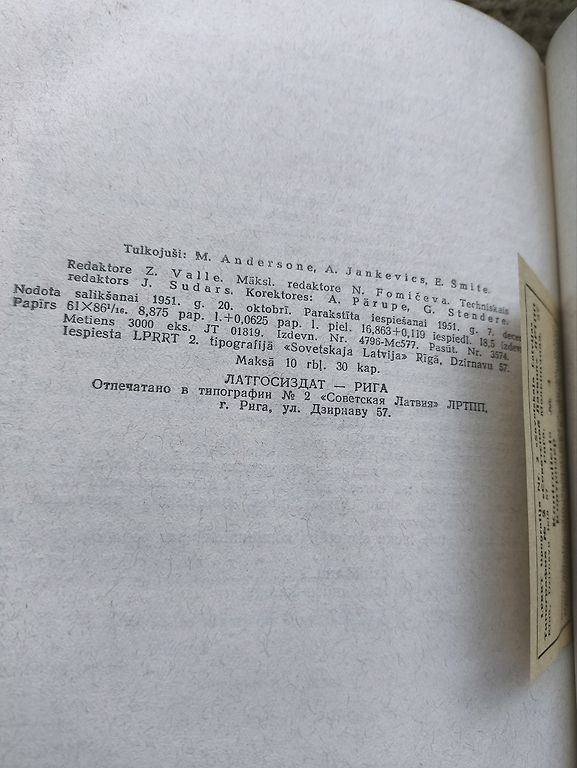 Tulkojuši: M. Andersone, A. Jankevics, E. Smite.
Redaktore Z. Valle. Māksl. redaktore N. Fomičeva. Techniskais
redaktors J. Sudars. Korektores: A. Pārupe, G. Stendere.
Nodota salikšanai 1951. g. 20. oktobrī. Parakstīta iespiešanai 1951. g. 7. decem
Papīrs 61×86¹/₁₆. 8,875 pap. l.+0,0625 pap. l. piel. 16,863+0,119 iespiedl. 18,5 (izdev
Metiens 3000 eks. JT 01819. Izdevn. Nr. 4798-Mc577. Pasūt. Nr. 3574.
Iespiesta LPRRT 2. tipografijā «Sovetskaja Latvija» Rīgā, Dzirnavu 57.
Maksā 10 rbļ. 30 kap.
ЛАТГОСИЗДАТ — РИГА
Отпечатано в типографии № 2 «Советская Латвия» ЛРТПП,
г. Рига, ул. Дзирнаву 57.